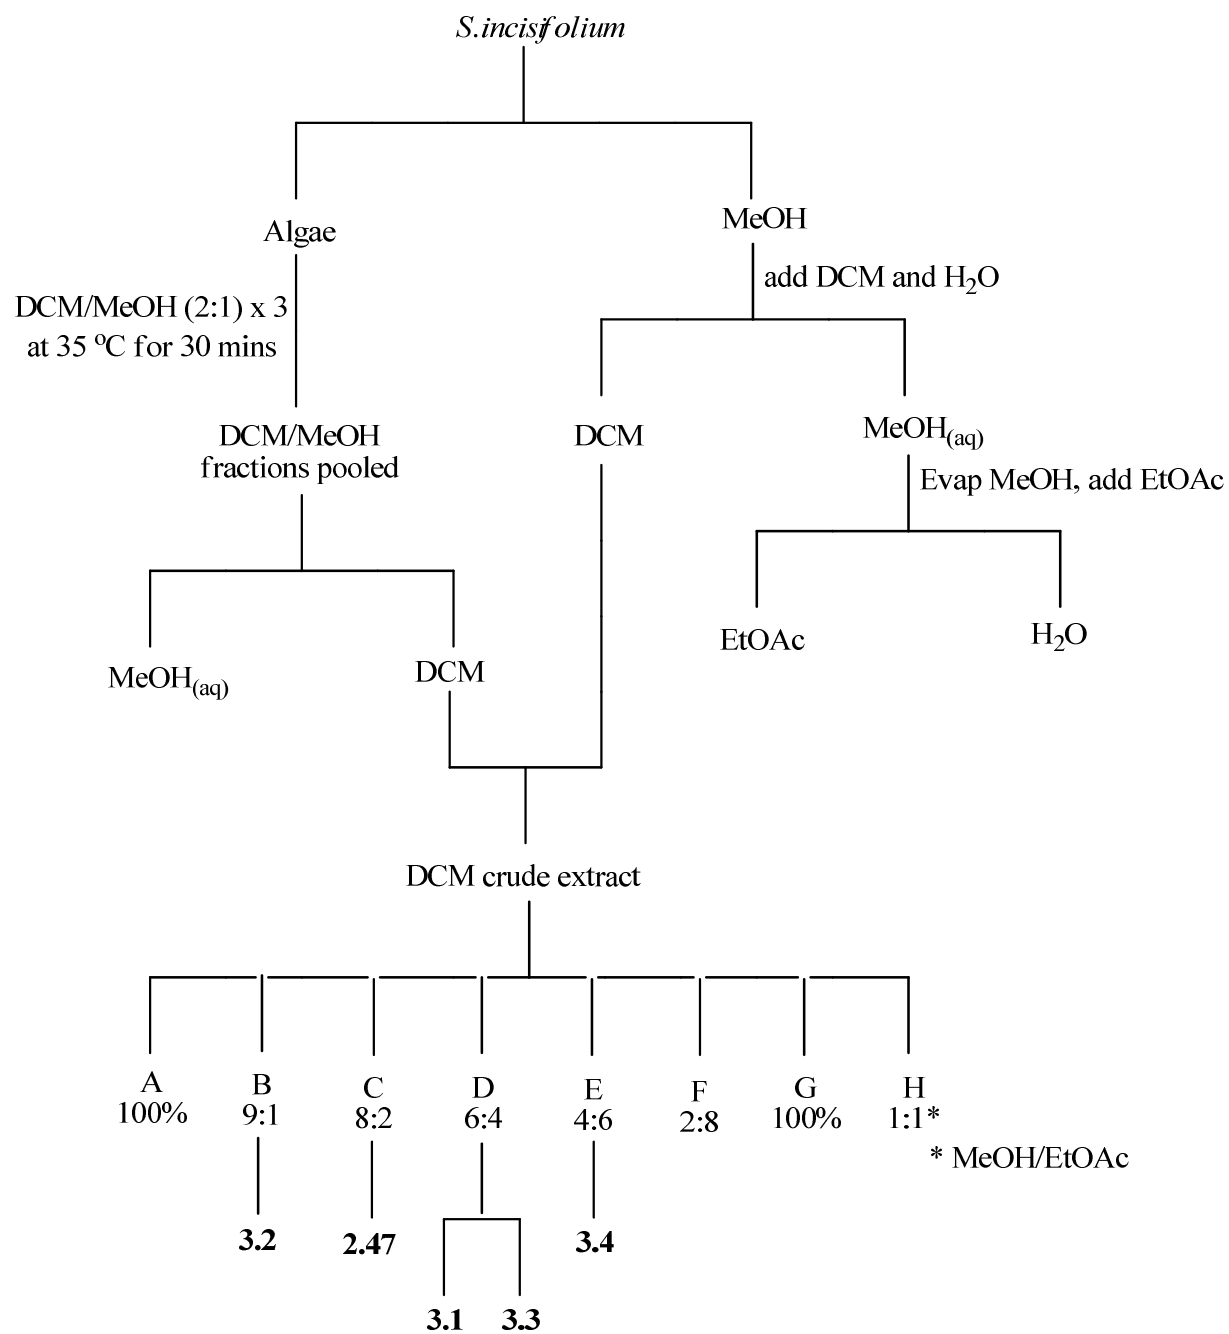 S.incisifolium
Algae
MeOH
add DCM and H₂O
DCM/MeOH (2:1) x 3
at 35 °C for 30 mins
DCM/MeOH
fractions pooled
DCM
MeOH(aq)
Evap MeOH, add EtOAc
EtOAc
H₂O
MeOH(aq)
DCM
DCM crude extract
A
100%
B
9:1
C
8:2
D
6:4
E
4:6
F
2:8
G
100%
H
1:1*
* MeOH/EtOAc
3.2
2.47
3.4
3.1
3.3